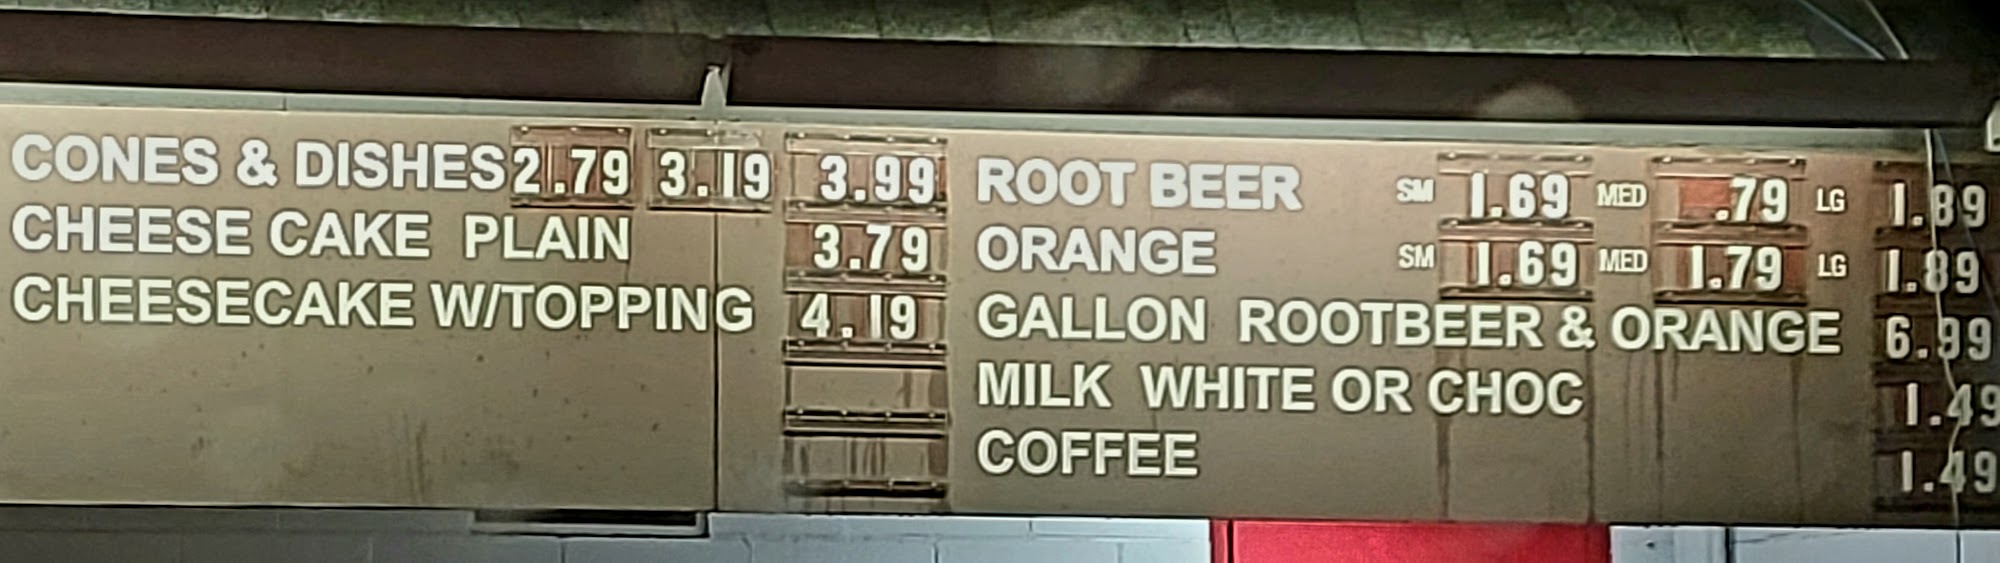 CONES & DISHES 2.79 3.19 3.99
CHEESE CAKE PLAIN 3.79
CHEESECAKE W/TOPPING 4.19
ROOT BEER SM 1.69 MED .79 LG 1.89
ORANGE SM 1.69 MED 1.79 LG 1.89
GALLON ROOTBEER & ORANGE 6.99
MILK WHITE OR CHOC 1.49
COFFEE 1.49